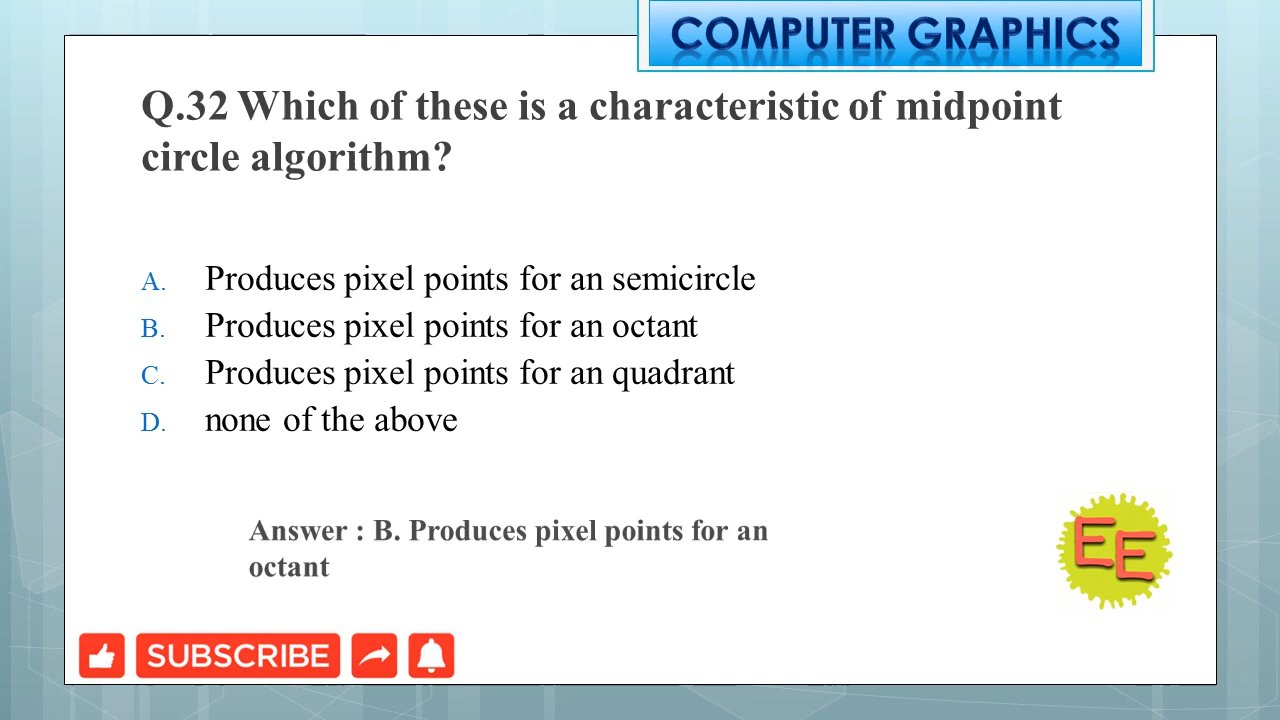 COMPUTER GRAPHICS
Q.32 Which of these is a characteristic of midpoint
circle algorithm?
A. Produces pixel points for an semicircle
B. Produces pixel points for an octant
C. Produces pixel points for an quadrant
D. none of the above
Answer : B. Produces pixel points for an
octant
EE
SUBSCRIBE